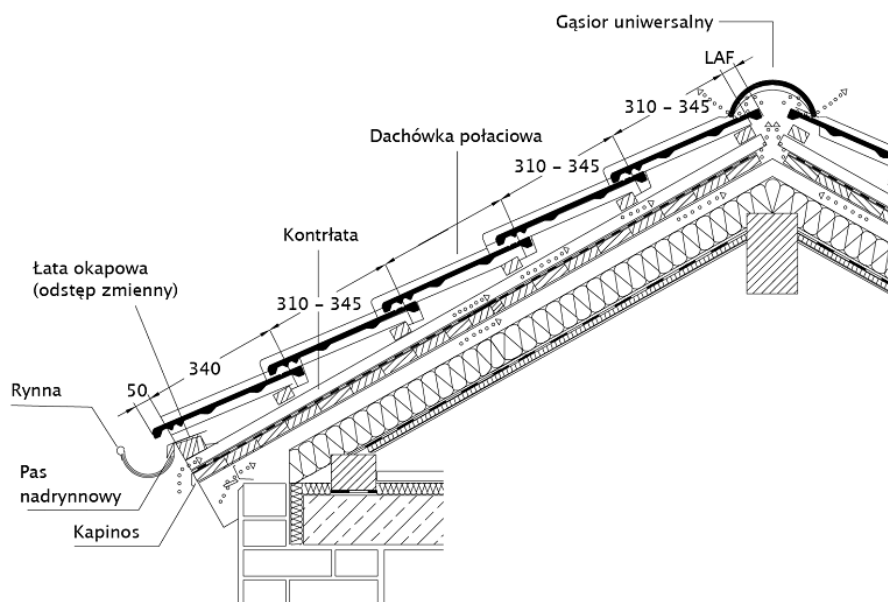 Gąsior uniwersalny
LAF
310 – 345
Dachówka połaciowa
310 – 345
Kontrłata
Łata okapowa
(odstęp zmienny)
310 – 345
340
50
Rynna
Pas
nadrynnowy
Kapinos